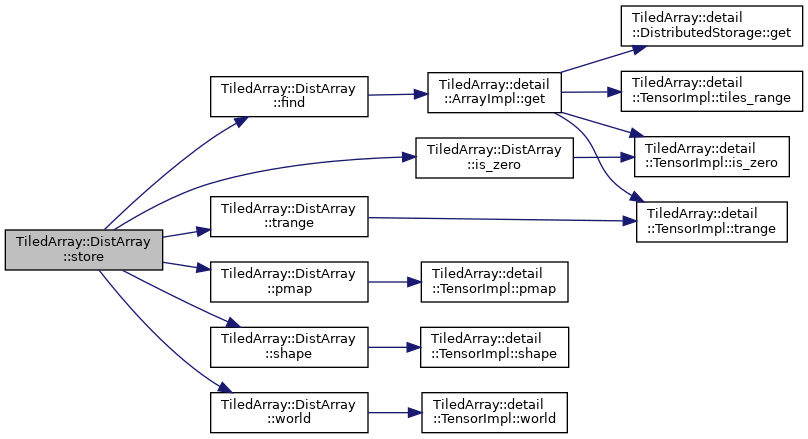 TiledArray::detail
::DistributedStorage::get
TiledArray::DistArray
::find
TiledArray::detail
::ArrayImpl::get
TiledArray::detail
::TensorImpl::tiles_range
TiledArray::DistArray
::is_zero
TiledArray::detail
::TensorImpl::is_zero
TiledArray::DistArray
::store
TiledArray::DistArray
::trange
TiledArray::detail
::TensorImpl::trange
TiledArray::DistArray
::pmap
TiledArray::detail
::TensorImpl::pmap
TiledArray::DistArray
::shape
TiledArray::detail
::TensorImpl::shape
TiledArray::DistArray
::world
TiledArray::detail
::TensorImpl::world